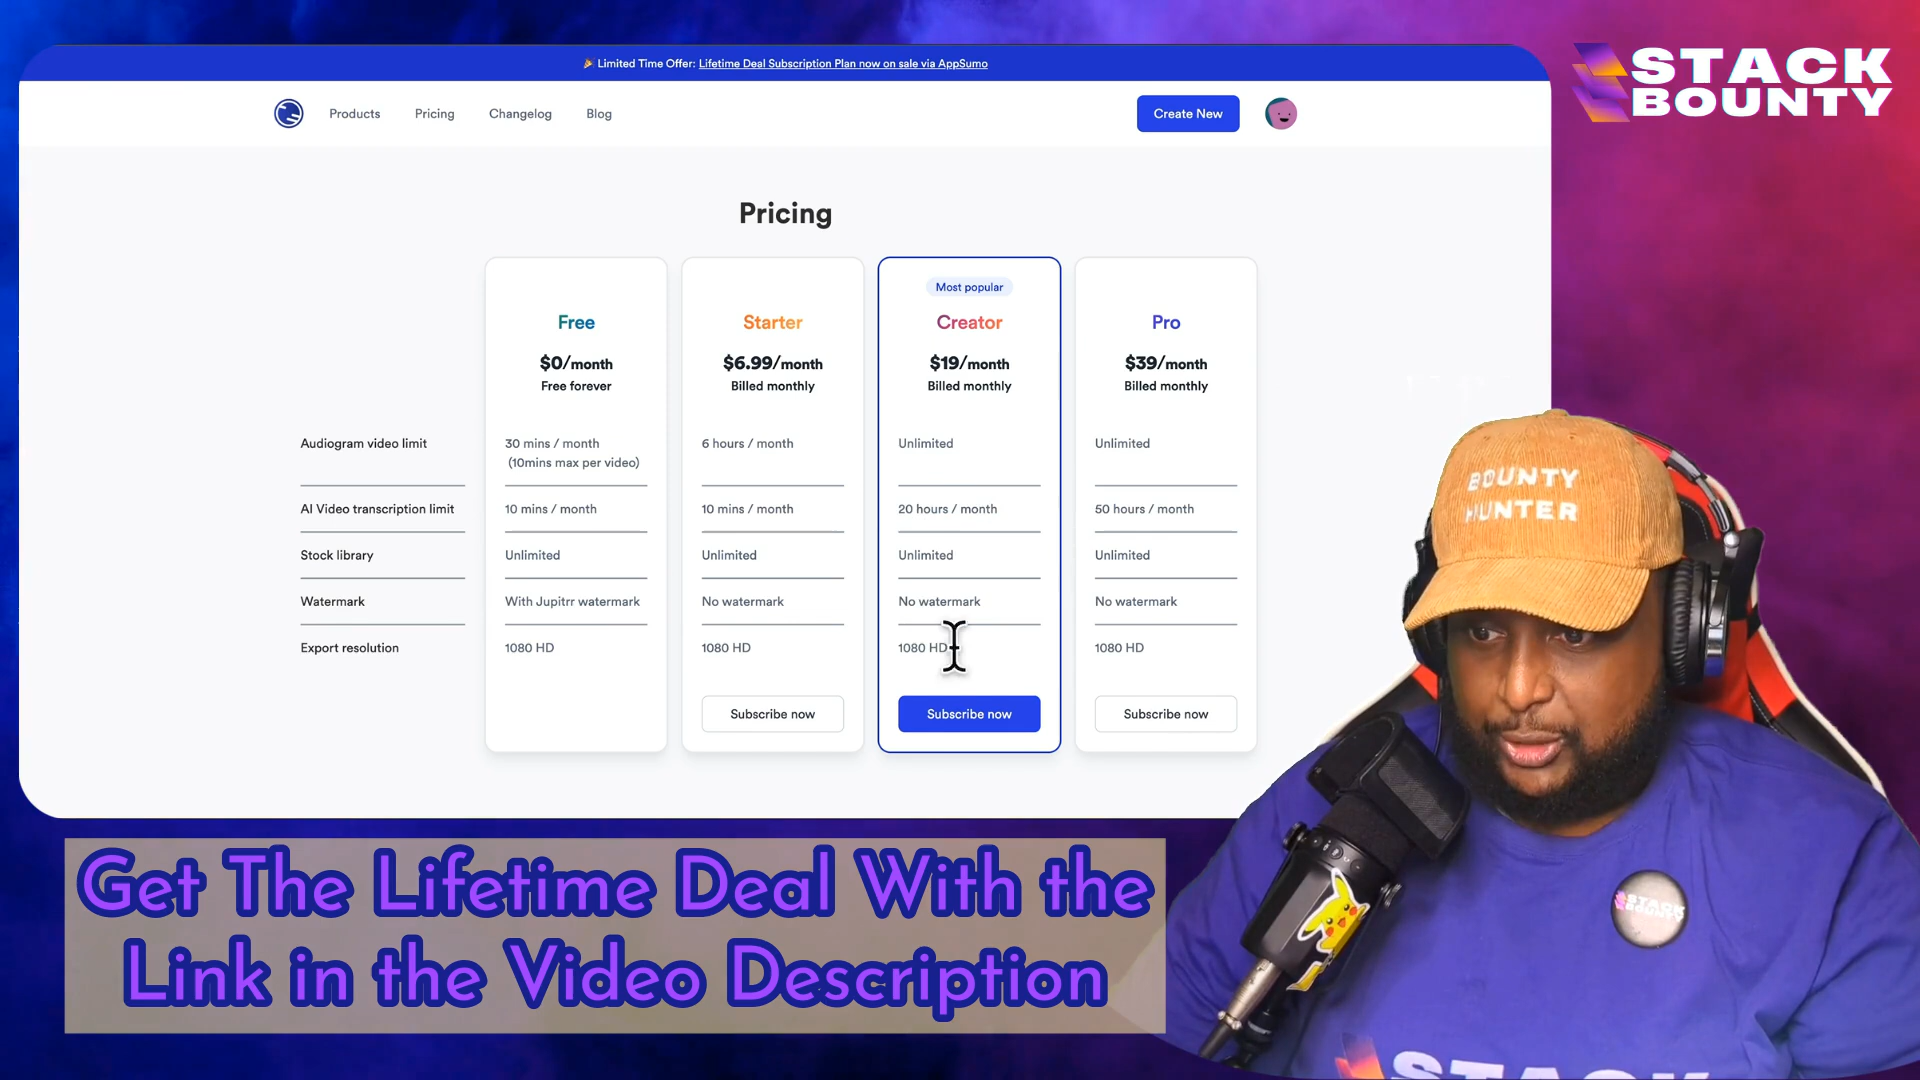 🎉 Limited Time Offer: Lifetime Deal Subscription Plan now on sale via AppSumo
STACK
BOUNTY
Products Pricing Changelog Blog Create New
Pricing
Most popular
Free Starter Creator Pro
$0/month $6.99/month $19/month $39/month
Free forever Billed monthly Billed monthly Billed monthly
Audiogram video limit 30 mins / month 6 hours / month Unlimited Unlimited
(10mins max per video)
AI Video transcription limit 10 mins / month 10 mins / month 20 hours / month 50 hours / month
Stock library Unlimited Unlimited Unlimited Unlimited
Watermark With Jupitrr watermark No watermark No watermark No watermark
Export resolution 1080 HD 1080 HD 1080 HD 1080 HD
Subscribe now Subscribe now Subscribe now
BOUNTY
HUNTER
STACK
BOUNTY
STACK
Get The Lifetime Deal With the
Link in the Video Description